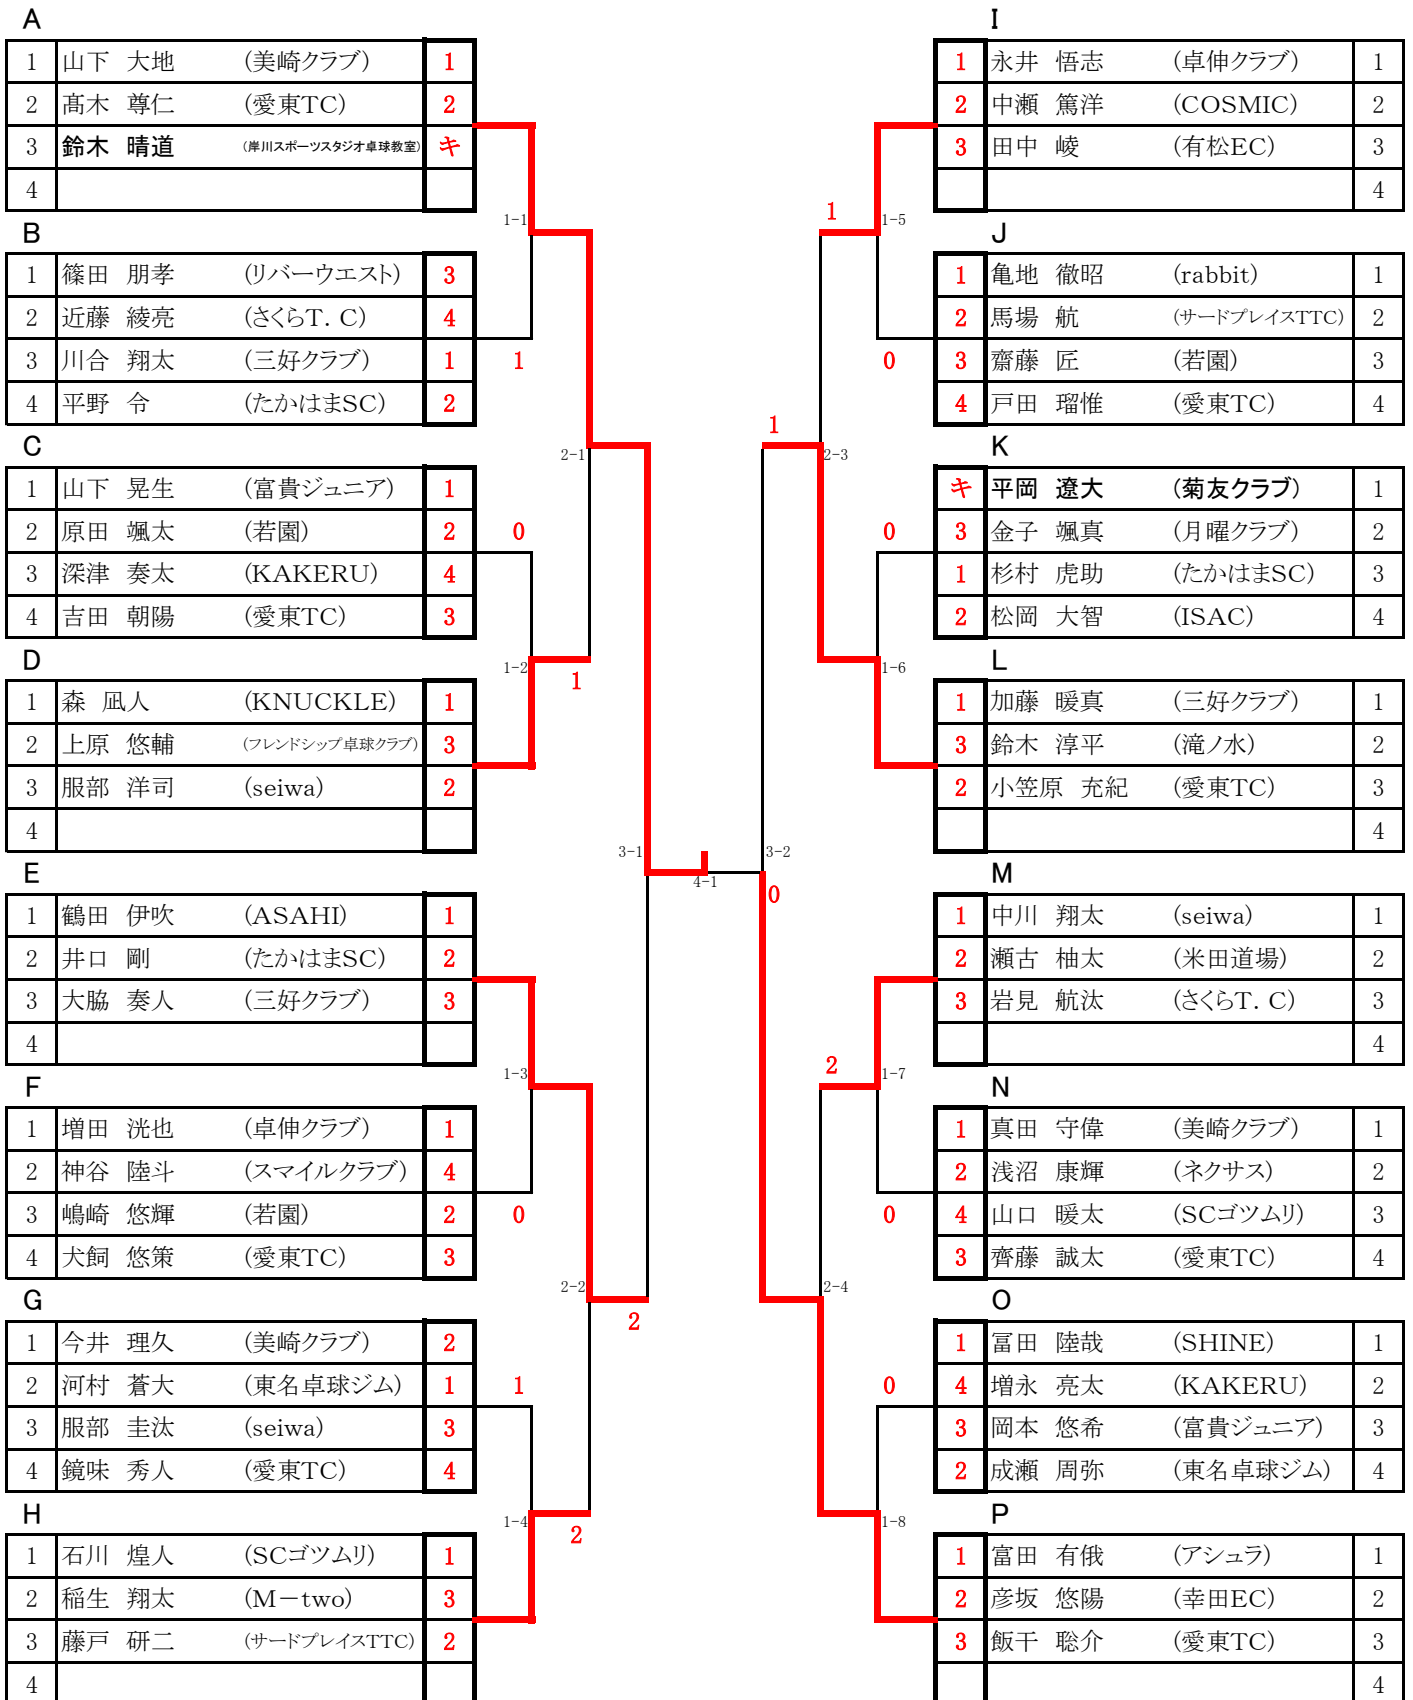 A
1 山下 大地 (美崎クラブ) 1
2 髙木 尊仁 (愛東TC) 2
3 鈴木 晴道 (岸川スポーツスタジオ卓球教室) キ
4
1-1
B
1 篠田 朋孝 (リバーウエスト) 3
2 近藤 綾亮 (さくらT．C) 4
3 川合 翔太 (三好クラブ) 1 1
4 平野 令 (たかはまSC) 2
C
2-1
1 山下 晃生 (富貴ジュニア) 1
2 原田 颯太 (若園) 2 0
3 深津 奏太 (KAKERU) 4
4 吉田 朝陽 (愛東TC) 3
D
1-2
1
1 森 凪人 (KNUCKLE) 1
2 上原 悠輔 (フレンドシップ卓球クラブ) 3
3 服部 洋司 (seiwa) 2
4
3-1
E
4-1
1 鶴田 伊吹 (ASAHI) 1
2 井口 剛 (たかはまSC) 2
3 大脇 奏人 (三好クラブ) 3
4
1-3
F
1 増田 洸也 (卓伸クラブ) 1
2 神谷 陸斗 (スマイルクラブ) 4
3 嶋崎 悠輝 (若園) 2 0
4 犬飼 悠策 (愛東TC) 3
2-2
G
2
1 今井 理久 (美崎クラブ) 2
2 河村 蒼大 (東名卓球ジム) 1 1
3 服部 圭汰 (seiwa) 3
4 鏡味 秀人 (愛東TC) 4
H
1-4
2
1 石川 煌人 (SCゴツムリ) 1
2 稲生 翔太 (M－two) 3
3 藤戸 研二 (サードプレイスTTC) 2
4
I
1 永井 悟志 (卓伸クラブ) 1
2 中瀬 篤洋 (COSMIC) 2
3 田中 崚 (有松EC) 3
4
1
1-5
J
1 亀地 徹昭 (rabbit) 1
2 馬場 航 (サードプレイスTTC) 2
0 3 齋藤 匠 (若園) 3
4 戸田 瑠惟 (愛東TC) 4
1
2-3
K
キ 平岡 遼大 (菊友クラブ) 1
0 3 金子 颯真 (月曜クラブ) 2
1 杉村 虎助 (たかはまSC) 3
2 松岡 大智 (ISAC) 4
1-6
L
1 加藤 暖真 (三好クラブ) 1
3 鈴木 淳平 (滝ノ水) 2
2 小笠原 充紀 (愛東TC) 3
4
3-2
0
M
1 中川 翔太 (seiwa) 1
2 瀬古 柚太 (米田道場) 2
3 岩見 航汰 (さくらT．C) 3
4
2
1-7
N
1 真田 守偉 (美崎クラブ) 1
2 浅沼 康輝 (ネクサス) 2
0 4 山口 暖太 (SCゴツムリ) 3
3 齊藤 誠太 (愛東TC) 4
2-4
O
1 冨田 陸哉 (SHINE) 1
0 4 増永 亮太 (KAKERU) 2
3 岡本 悠希 (富貴ジュニア) 3
2 成瀬 周弥 (東名卓球ジム) 4
1-8
P
1 富田 有俄 (アシュラ) 1
2 彦坂 悠陽 (幸田EC) 2
3 飯干 聡介 (愛東TC) 3
4